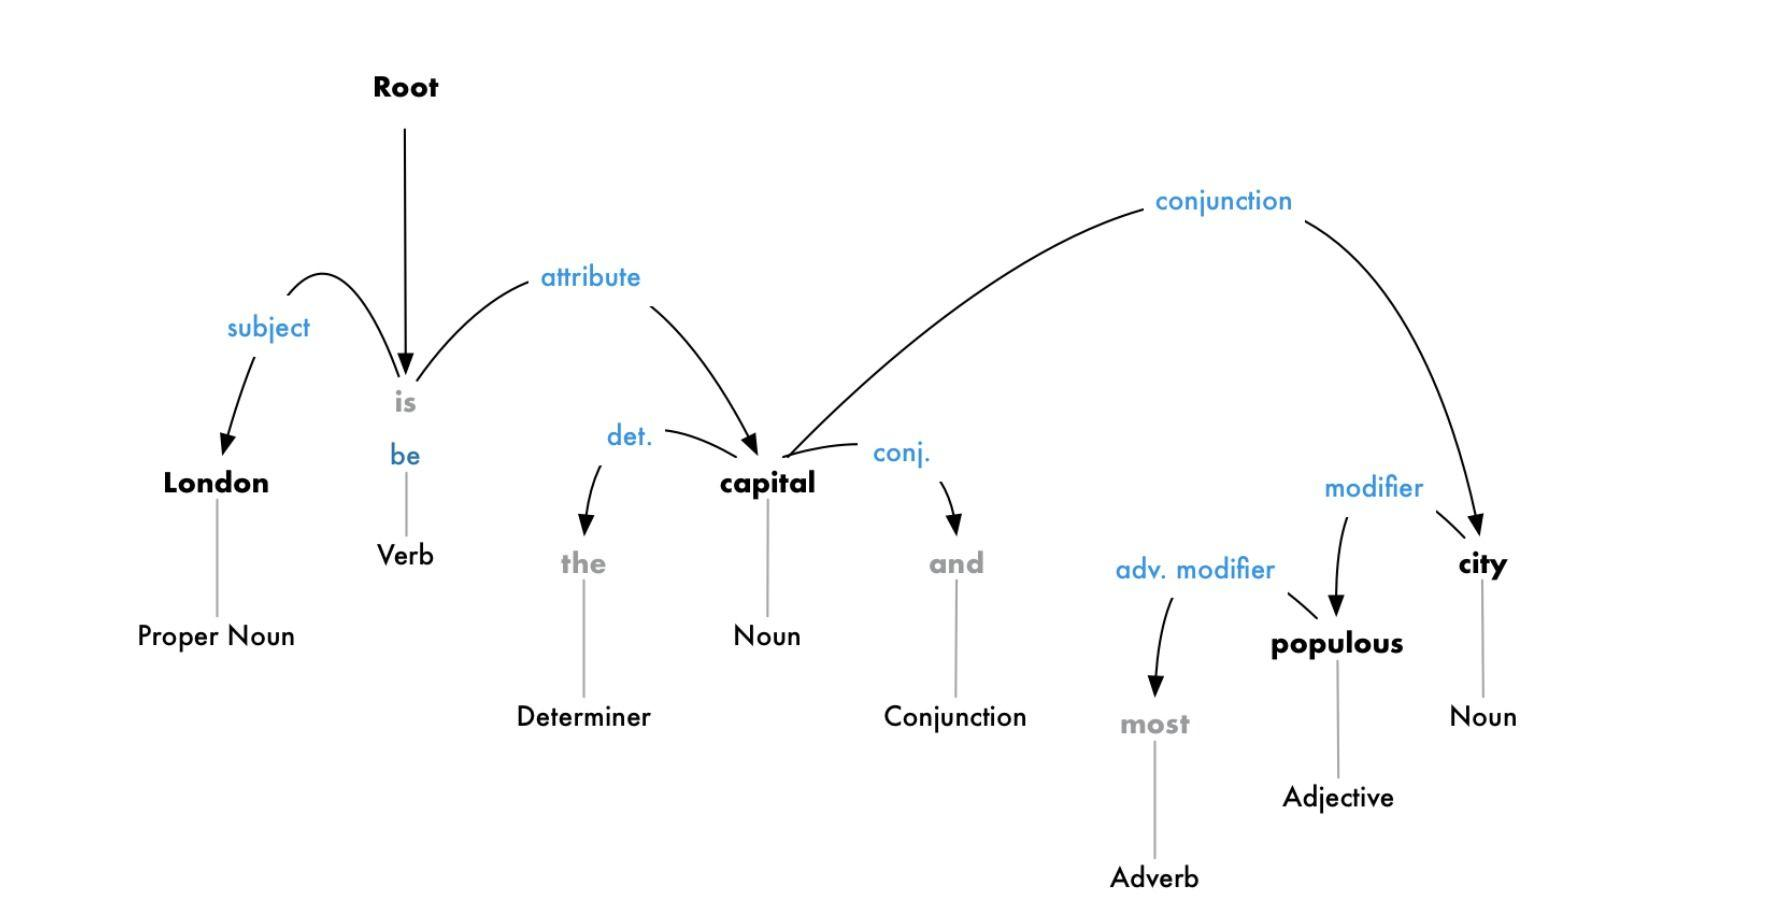 Root
conjunction
attribute
subject
is
det.
conj.
be
London
capital
modifier
Verb
the
and
adv. modifier
city
Proper Noun
Noun
populous
Determiner
Conjunction
most
Noun
Adjective
Adverb